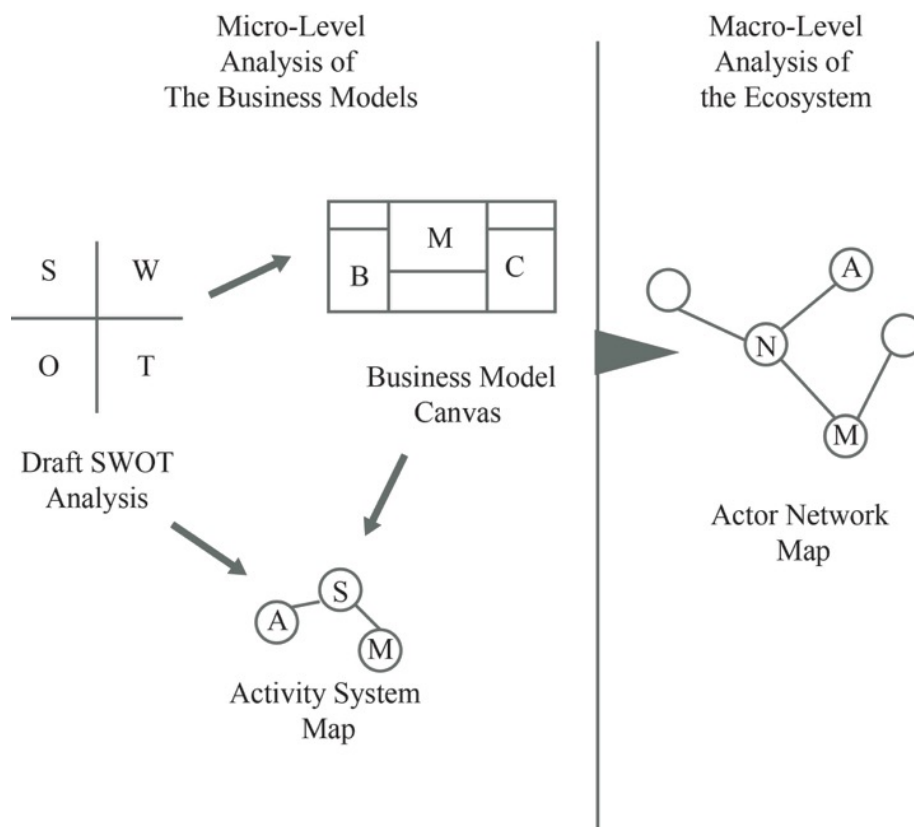 Micro-Level
Analysis of
The Business Models
Macro-Level
Analysis of
the Ecosystem
S W
O T
Draft SWOT
Analysis
M
B C
Business Model
Canvas
A S
M
Activity System
Map
A
N
M
Actor Network
Map